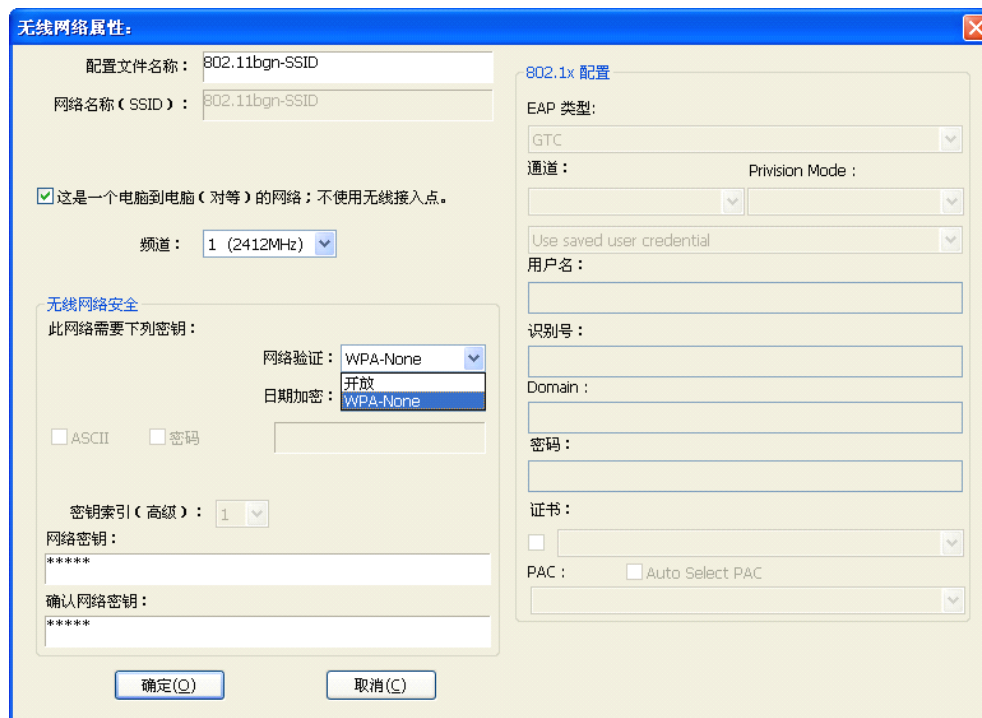 无线网络属性:
配置文件名称： 802.11bgn-SSID
网络名称(SSID)： 802.11bgn-SSID
这是一个电脑到电脑(对等)的网络；不使用无线接入点。
频道： 1 (2412MHz)
无线网络安全
此网络需要下列密钥：
网络验证： WPA-None
开放
日期加密： WPA-None
ASCII 密码
密钥索引(高级)： 1
网络密钥：
*****
确认网络密钥：
*****
确定(O) 取消(C)
802.1x 配置
EAP 类型:
GTC
通道： Privision Mode :
Use saved user credential
用户名：
识别号：
Domain :
密码：
证书：
PAC : Auto Select PAC